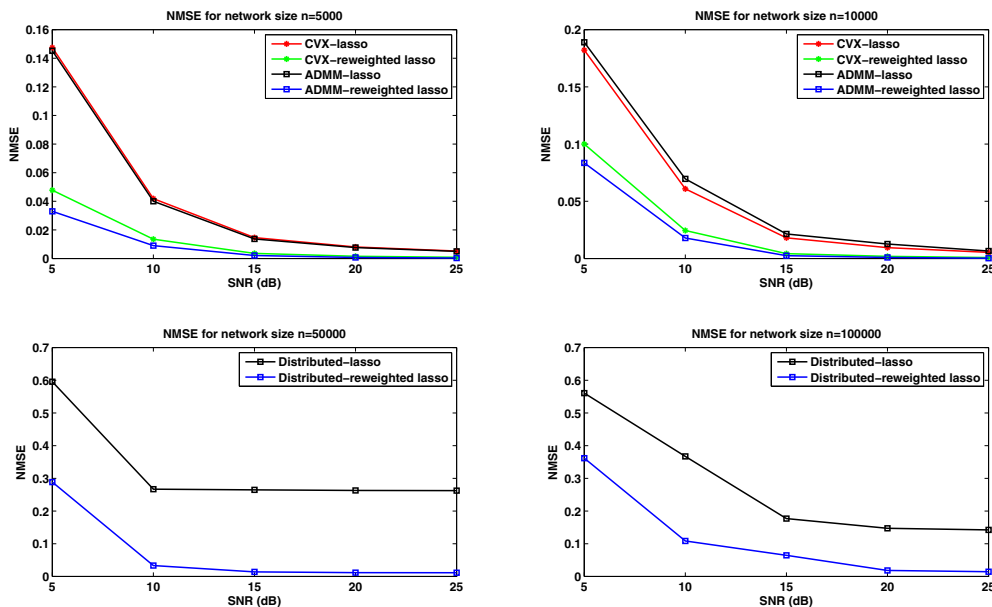 NMSE for network size n=5000
NMSE
0.16
0.14
0.12
0.1
0.08
0.06
0.04
0.02
0
CVX−lasso
CVX−reweighted lasso
ADMM−lasso
ADMM−reweighted lasso
5
10
15
20
25
SNR (dB)
NMSE for network size n=10000
NMSE
0.2
0.15
0.1
0.05
0
CVX−lasso
CVX−reweighted lasso
ADMM−lasso
ADMM−reweighted lasso
5
10
15
20
25
SNR (dB)
NMSE for network size n=50000
NMSE
0.7
0.6
0.5
0.4
0.3
0.2
0.1
0
Distributed−lasso
Distributed−reweighted lasso
5
10
15
20
25
SNR (dB)
NMSE for network size n=100000
NMSE
0.7
0.6
0.5
0.4
0.3
0.2
0.1
0
Distributed−lasso
Distributed−reweighted lasso
5
10
15
20
25
SNR (dB)